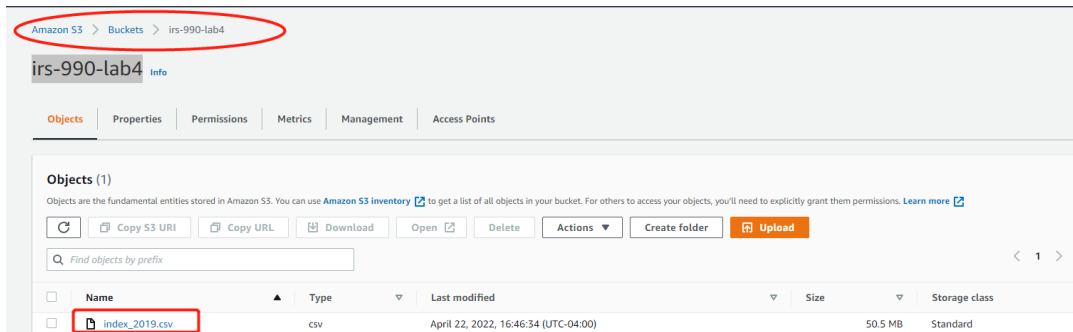 Amazon S3 > Buckets > irs-990-lab4
irs-990-lab4 Info
Objects Properties Permissions Metrics Management Access Points
Objects (1)
Objects are the fundamental entities stored in Amazon S3. You can use Amazon S3 inventory to get a list of all objects in your bucket. For others to access your objects, you'll need to explicitly grant them permissions. Learn more
Copy S3 URI Copy URL Download Open Delete Actions Create folder Upload
Find objects by prefix
< 1 >
Name Type Last modified Size Storage class
index_2019.csv csv April 22, 2022, 16:46:34 (UTC-04:00) 50.5 MB Standard